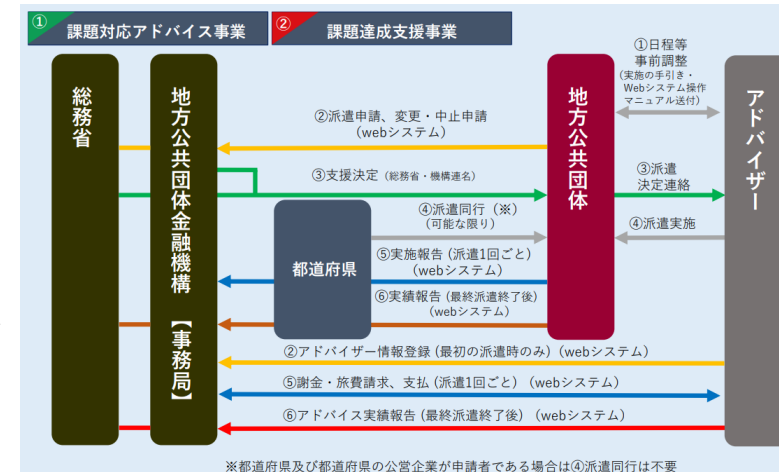 ① 課題対応アドバイス事業
② 課題達成支援事業
総務省
地方公共団体金融機構【事務局】
地方公共団体
アドバイザー
都道府県
①日程等
事前調整
(実施の手引き・
Webシステム操作
マニュアル送付)
②派遣申請、変更・中止申請
(webシステム)
③支援決定 (総務省・機構連名)
③派遣
決定連絡
④派遣同行(※)
(可能な限り)
④派遣実施
⑤実施報告 (派遣1回ごと)
(webシステム)
⑥実績報告 (最終派遣終了後)
(webシステム)
②アドバイザー情報登録 (最初の派遣時のみ) (webシステム)
⑤謝金・旅費請求、支払 (派遣1回ごと) (webシステム)
⑥アドバイス実績報告 (最終派遣終了後) (webシステム)
※都道府県及び都道府県の公営企業が申請者である場合は④派遣同行は不要